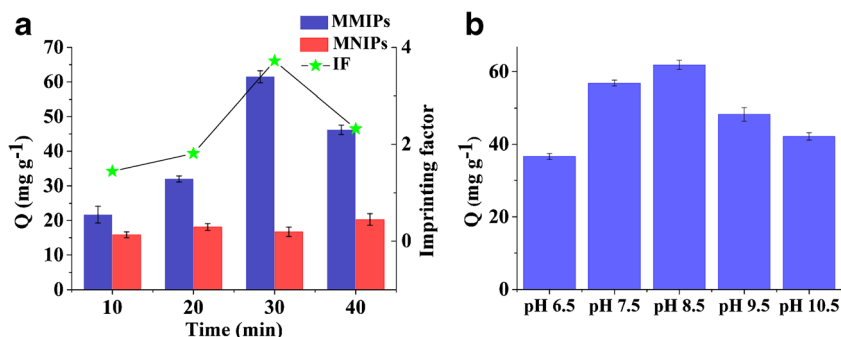 a
MMIPs
MNIPs
IF
70
60
50
40
30
20
10
0
Q (mg g-1)
4
2
0
Imprinting factor
10 20 30 40
Time (min)
b
60
40
20
0
Q (mg g-1)
pH 6.5 pH 7.5 pH 8.5 pH 9.5 pH 10.5